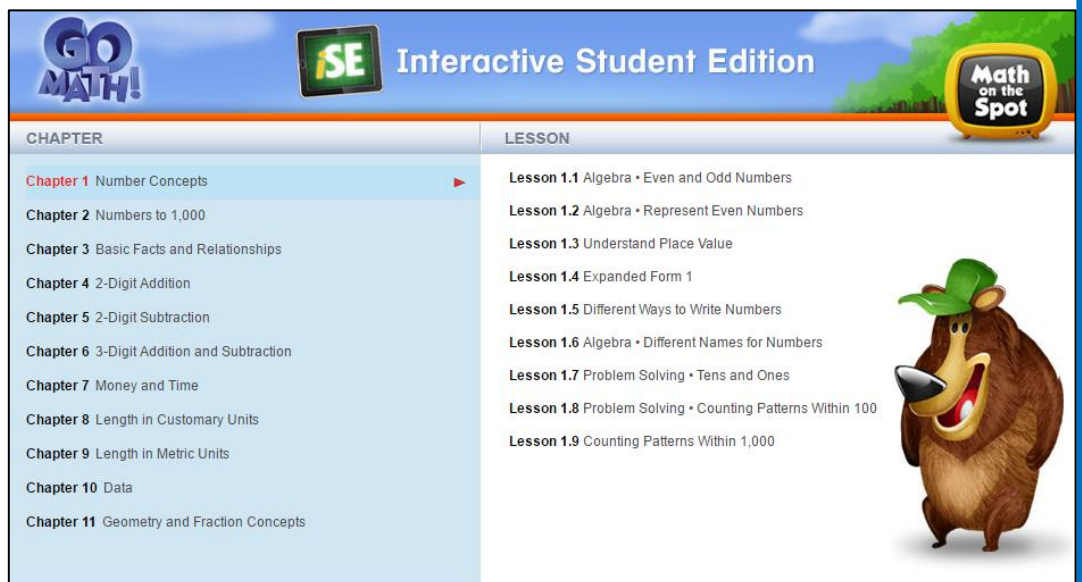 GO
MATH!
iSE
Interactive Student Edition
Math
on the
Spot
CHAPTER
Chapter 1 Number Concepts
Chapter 2 Numbers to 1,000
Chapter 3 Basic Facts and Relationships
Chapter 4 2-Digit Addition
Chapter 5 2-Digit Subtraction
Chapter 6 3-Digit Addition and Subtraction
Chapter 7 Money and Time
Chapter 8 Length in Customary Units
Chapter 9 Length in Metric Units
Chapter 10 Data
Chapter 11 Geometry and Fraction Concepts
LESSON
Lesson 1.1 Algebra • Even and Odd Numbers
Lesson 1.2 Algebra • Represent Even Numbers
Lesson 1.3 Understand Place Value
Lesson 1.4 Expanded Form 1
Lesson 1.5 Different Ways to Write Numbers
Lesson 1.6 Algebra • Different Names for Numbers
Lesson 1.7 Problem Solving • Tens and Ones
Lesson 1.8 Problem Solving • Counting Patterns Within 100
Lesson 1.9 Counting Patterns Within 1,000